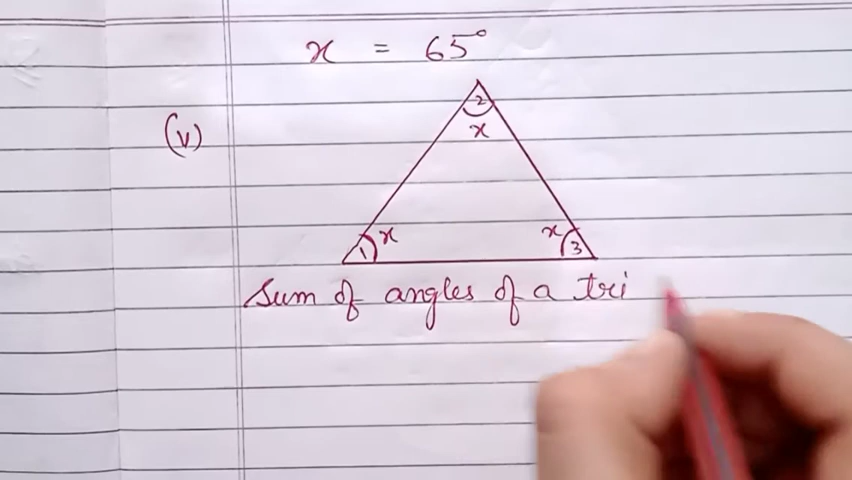 x = 65°
(v)
2
x
1 x
x 3
Sum of angles of a tri